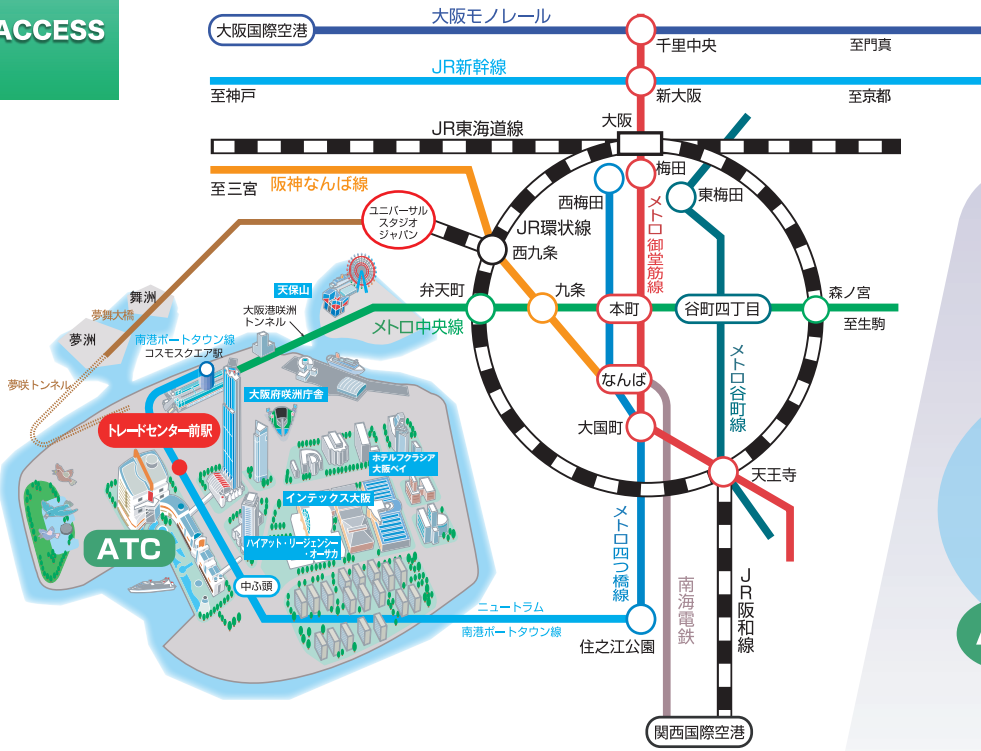 ACCESS
大阪モノレール
大阪国際空港
千里中央
至門真
JR新幹線
至神戸
新大阪
至京都
大阪
JR東海道線
梅田
阪神なんば線
至三宮
西梅田
東梅田
メトロ御堂筋線
ユニバーサル
スタジオ
ジャパン
JR環状線
西九条
天保山
弁天町
九条
本町
谷町四丁目
森ノ宮
至生駒
舞洲
大阪港咲洲
トンネル
メトロ中央線
夢舞大橋
夢洲
南港ポートタウン線
コスモスクエア駅
メトロ谷町線
夢咲トンネル
なんば
大阪府咲洲庁舎
トレードセンター前駅
大国町
ホテルフクラシア
大阪ベイ
天王寺
インテックス大阪
ATC
ハイアット・リージェンシー
・オーサカ
メトロ四つ橋線
中ふ頭
南海電鉄
JR阪和線
ニュートラム
南港ポートタウン線
住之江公園
関西国際空港